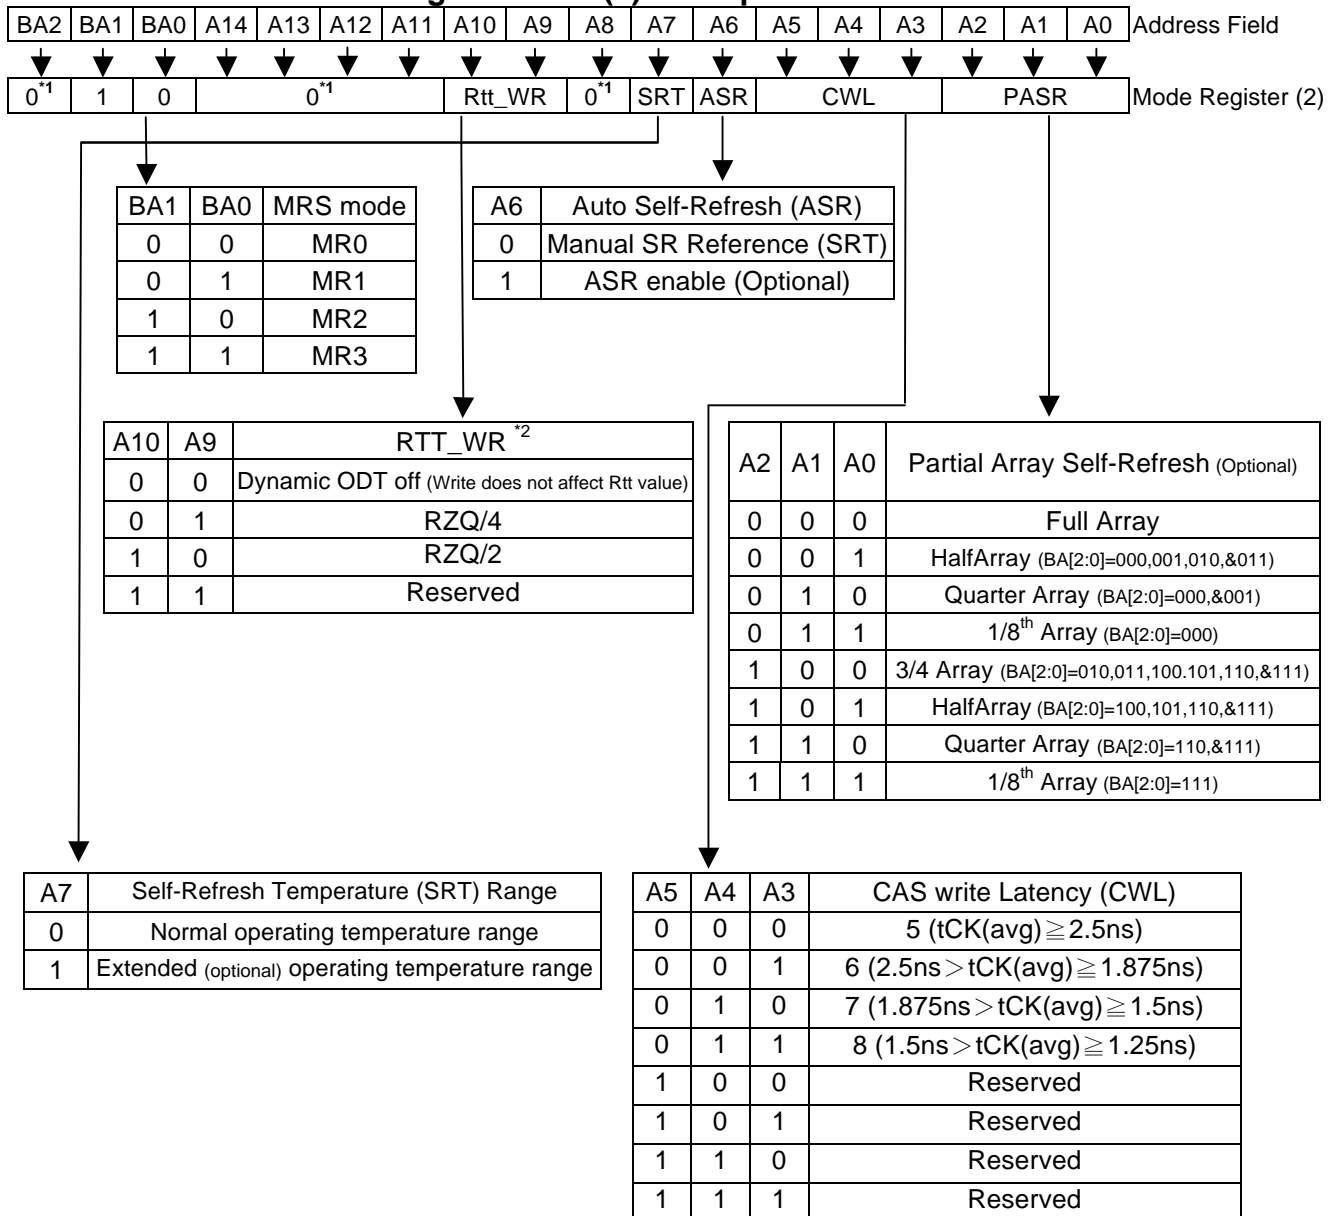 BA2 BA1 BA0 A14 A13 A12 A11 A10 A9 A8 A7 A6 A5 A4 A3 A2 A1 A0 Address Field
0*1 1 0 0*1 Rtt_WR 0*1 SRT ASR CWL PASR Mode Register (2)
BA1 BA0 MRS mode
0 0 MR0
0 1 MR1
1 0 MR2
1 1 MR3
A6 Auto Self-Refresh (ASR)
0 Manual SR Reference (SRT)
1 ASR enable (Optional)
A10 A9 RTT_WR *2
0 0 Dynamic ODT off (Write does not affect Rtt value)
0 1 RZQ/4
1 0 RZQ/2
1 1 Reserved
A2 A1 A0 Partial Array Self-Refresh (Optional)
0 0 0 Full Array
0 0 1 HalfArray (BA[2:0]=000,001,010,&011)
0 1 0 Quarter Array (BA[2:0]=000,&001)
0 1 1 1/8th Array (BA[2:0]=000)
1 0 0 3/4 Array (BA[2:0]=010,011,100.101,110,&111)
1 0 1 HalfArray (BA[2:0]=100,101,110,&111)
1 1 0 Quarter Array (BA[2:0]=110,&111)
1 1 1 1/8th Array (BA[2:0]=111)
A7 Self-Refresh Temperature (SRT) Range
0 Normal operating temperature range
1 Extended (optional) operating temperature range
A5 A4 A3 CAS write Latency (CWL)
0 0 0 5 (tCK(avg)≧2.5ns)
0 0 1 6 (2.5ns>tCK(avg)≧1.875ns)
0 1 0 7 (1.875ns>tCK(avg)≧1.5ns)
0 1 1 8 (1.5ns>tCK(avg)≧1.25ns)
1 0 0 Reserved
1 0 1 Reserved
1 1 0 Reserved
1 1 1 Reserved